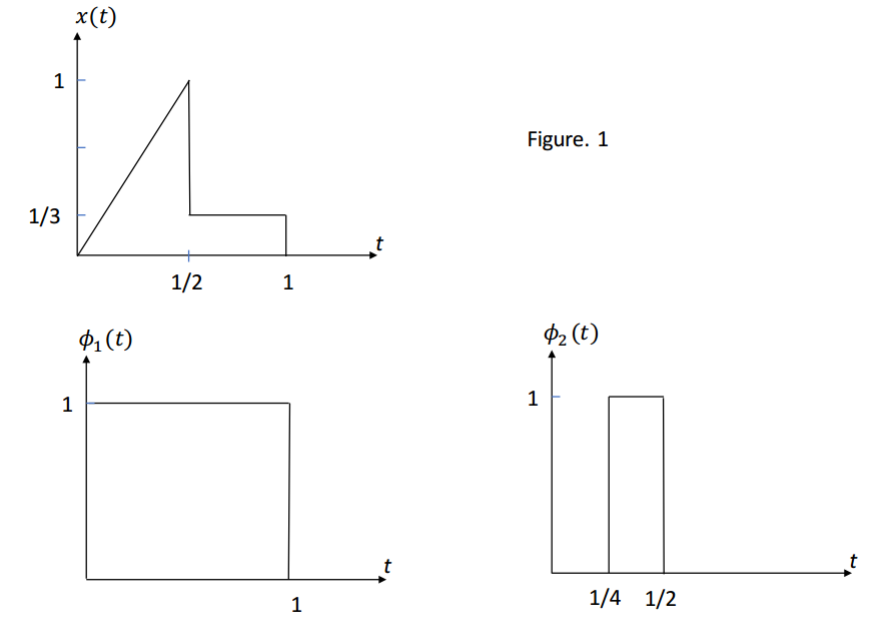 x(t)
1
Figure. 1
1/3
t
1/2
1
ϕ₁(t)
1
t
1
ϕ₂(t)
1
t
1/4
1/2